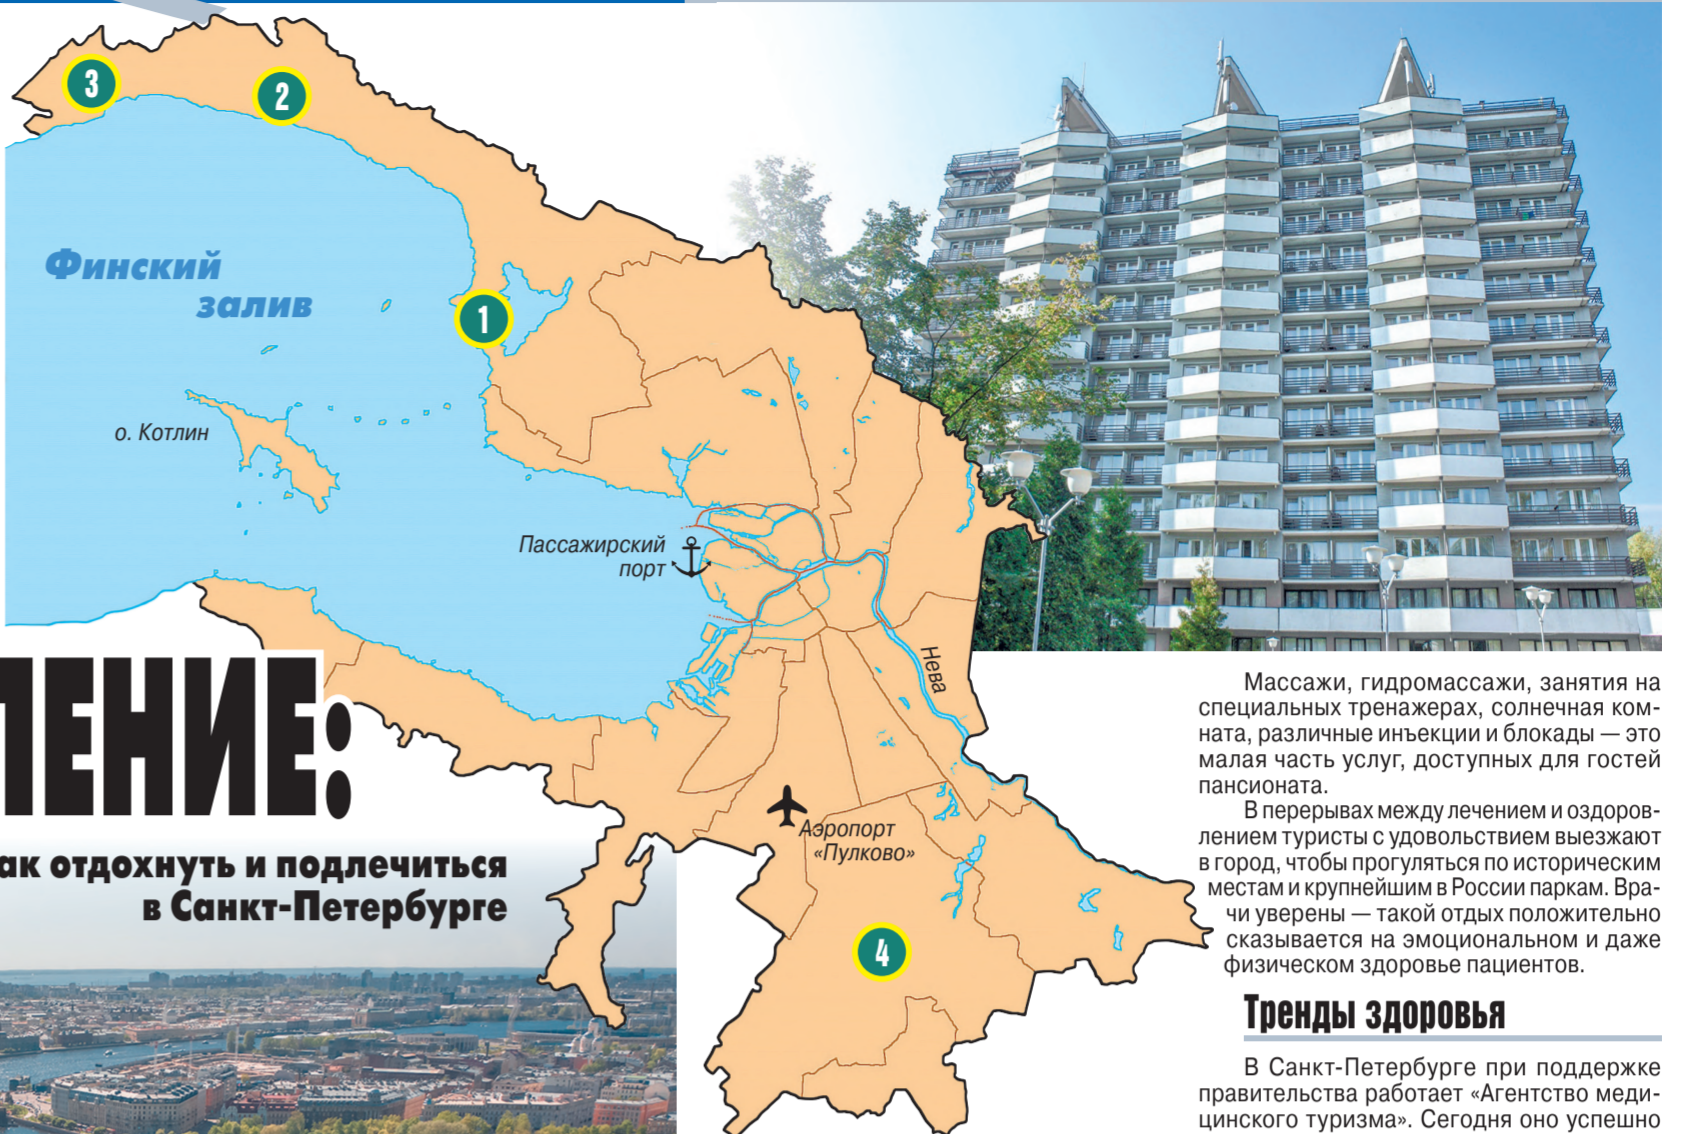 3
2
Финский
залив
1
о. Котлин
Пассажирский
порт
Нева
Аэропорт
«Пулково»
4
ЛЕНИЕ:
ак отдохнуть и подлечиться
в Санкт-Петербурге
Массажи, гидромассажи, занятия на
специальных тренажерах, солнечная ком-
ната, различные инъекции и блокады — это
малая часть услуг, доступных для гостей
пансионата.
В перерывах между лечением и оздоров-
лением туристы с удовольствием выезжают
в город, чтобы прогуляться по историческим
местам и крупнейшим в России паркам. Вра-
чи уверены — такой отдых положительно
сказывается на эмоциональном и даже
физическом здоровье пациентов.
Тренды здоровья
В Санкт-Петербурге при поддержке
правительства работает «Агентство меди-
цинского туризма». Сегодня оно успешно